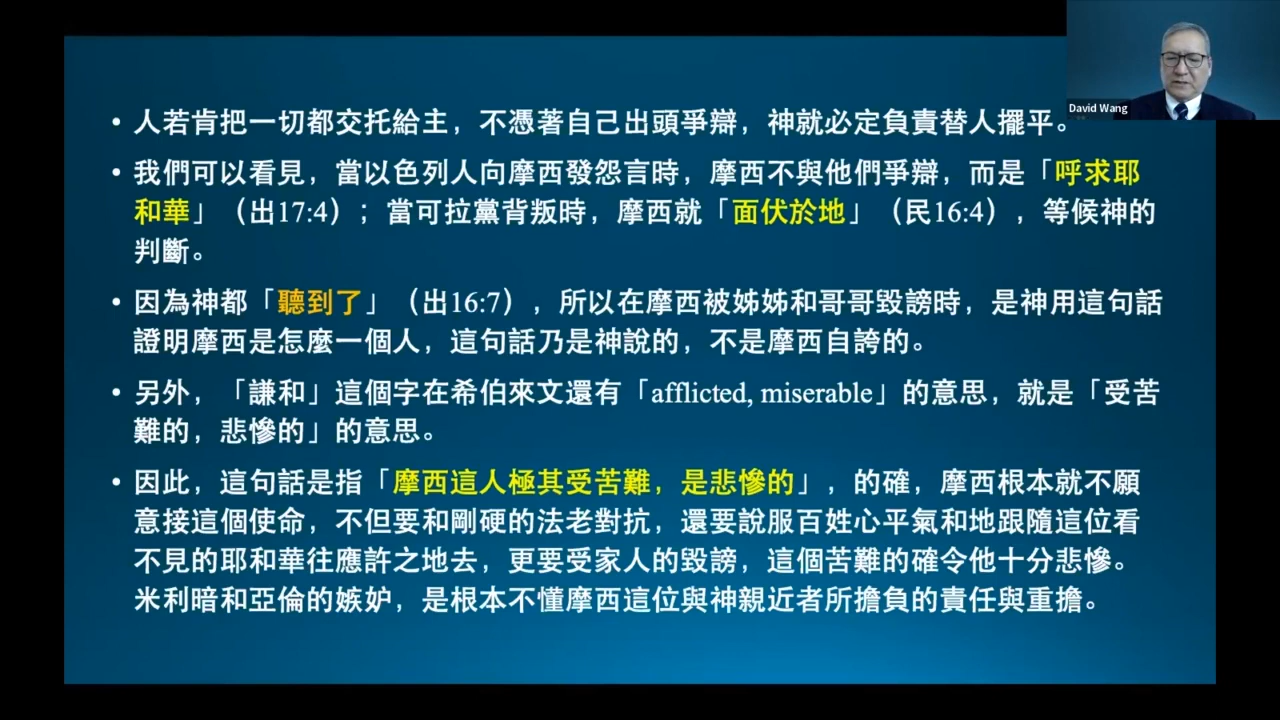 David Wang
• 人若肯把一切都交托給主，不憑著自己出頭爭辯，神就必定負責替人擺平。
• 我們可以看見，當以色列人向摩西發怨言時，摩西不與他們爭辯，而是「呼求耶
和華」（出17:4）；當可拉黨背叛時，摩西就「面伏於地」（民16:4），等候神的
判斷。
• 因為神都「聽到了」（出16:7），所以在摩西被姊姊和哥哥毀謗時，是神用這句話
證明摩西是怎麼一個人，這句話乃是神說的，不是摩西自誇的。
• 另外，「謙和」這個字在希伯來文還有「afflicted, miserable」的意思，就是「受苦
難的，悲慘的」的意思。
• 因此，這句話是指「摩西這人極其受苦難，是悲慘的」，的確，摩西根本就不願
意接這個使命，不但要和剛硬的法老對抗，還要說服百姓心平氣和地跟隨這位看
不見的耶和華往應許之地去，更要受家人的毀謗，這個苦難的確令他十分悲慘。
米利暗和亞倫的嫉妒，是根本不懂摩西這位與神親近者所擔負的責任與重擔。